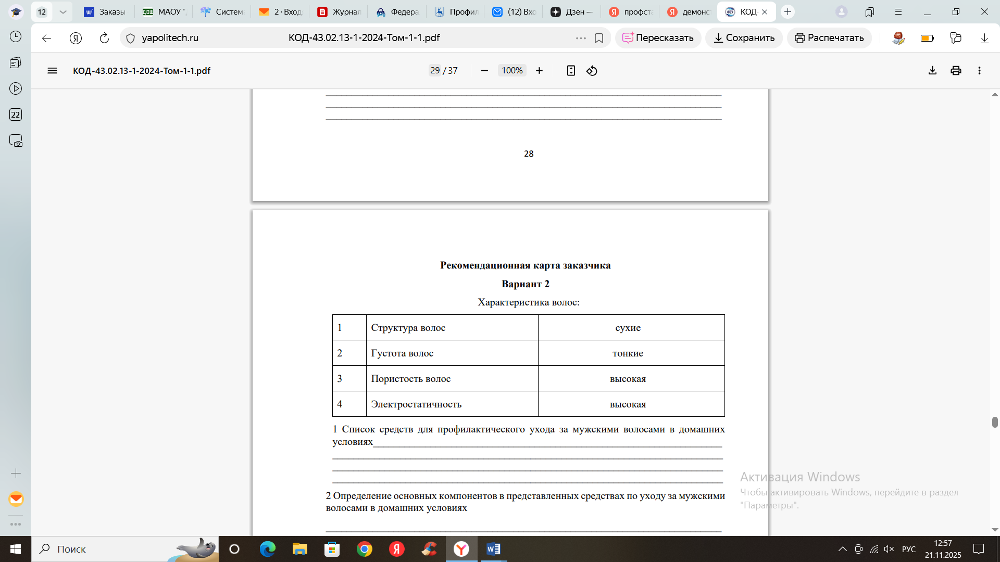 12
Заказы
МАОУ "
Система
2 · Вход
Журнал
Федера
Профил
(12) Вхо
Дзен —
профста
демонс
КОД-
yapolitech.ru
КОД-43.02.13-1-2024-Том-1-1.pdf
Пересказать
Сохранить
Распечатать
КОД-43.02.13-1-2024-Том-1-1.pdf
29 / 37
100%
22
28
Рекомендационная карта заказчика
Вариант 2
Характеристика волос:
1 Структура волос сухие
2 Густота волос тонкие
3 Пористость волос высокая
4 Электростатичность высокая
1 Список средств для профилактического ухода за мужскими волосами в домашних
условиях
2 Определение основных компонентов в представленных средствах по уходу за мужскими
волосами в домашних условиях
Активация Windows
Чтобы активировать Windows, перейдите в раздел
"Параметры".
Поиск
РУС
12:57
21.11.2025